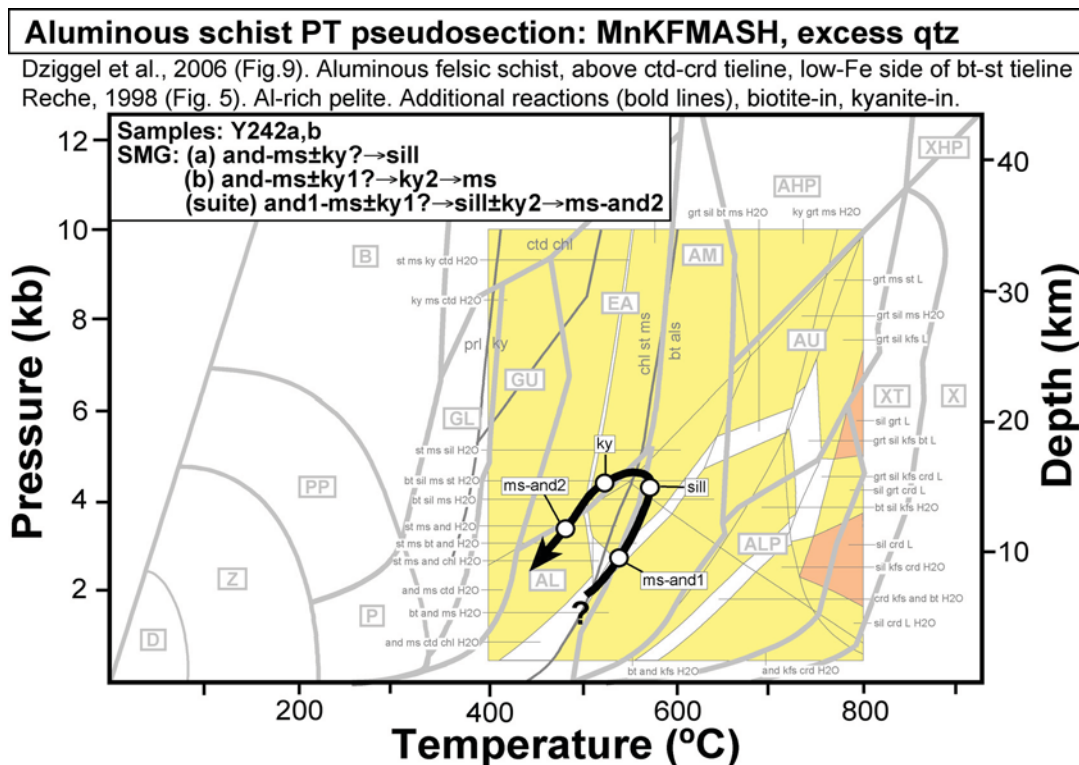 Aluminous schist PT pseudosection: MnKFMASH, excess qtz
Dziggel et al., 2006 (Fig.9). Aluminous felsic schist, above ctd-crd tieline, low-Fe side of bt-st tieline
Reche, 1998 (Fig. 5). Al-rich pelite. Additional reactions (bold lines), biotite-in, kyanite-in.
Samples: Y242a,b
SMG: (a) and-ms±ky?→sill
(b) and-ms±ky1?→ky2→ms
(suite) and1-ms±ky1?→sill±ky2→ms-and2
XHP
AHP
grt sil bt ms H2O
ky grt ms H2O
B
ctd chl
AM
st ms ky ctd H2O
grt ms st L
ky ms ctd H2O
EA
grt sil ms H2O
prl
ky
chl st ms
bt als
AU
grt sil kfs L
GU
GL
XT
X
sil grt L
st ms sil H2O
ky
grt sil kfs bt L
bt sil ms st H2O
bt sil ms H2O
ms-and2
sill
grt sil kfs crd L
sil grt crd L
PP
st ms and H2O
bt sil kfs H2O
st ms bt and H2O
st ms and chl H2O
ALP
sil crd L
ms-and1
sil kfs crd H2O
Z
AL
and ms ctd H2O
P
bt and ms H2O
?
crd kfs and bt H2O
sil crd L H2O
D
and ms ctd chl H2O
bt and kfs H2O
and kfs crd H2O
12
10
8
6
4
2
Pressure (kb)
40
30
20
10
Depth (km)
200
400
600
800
Temperature (ºC)